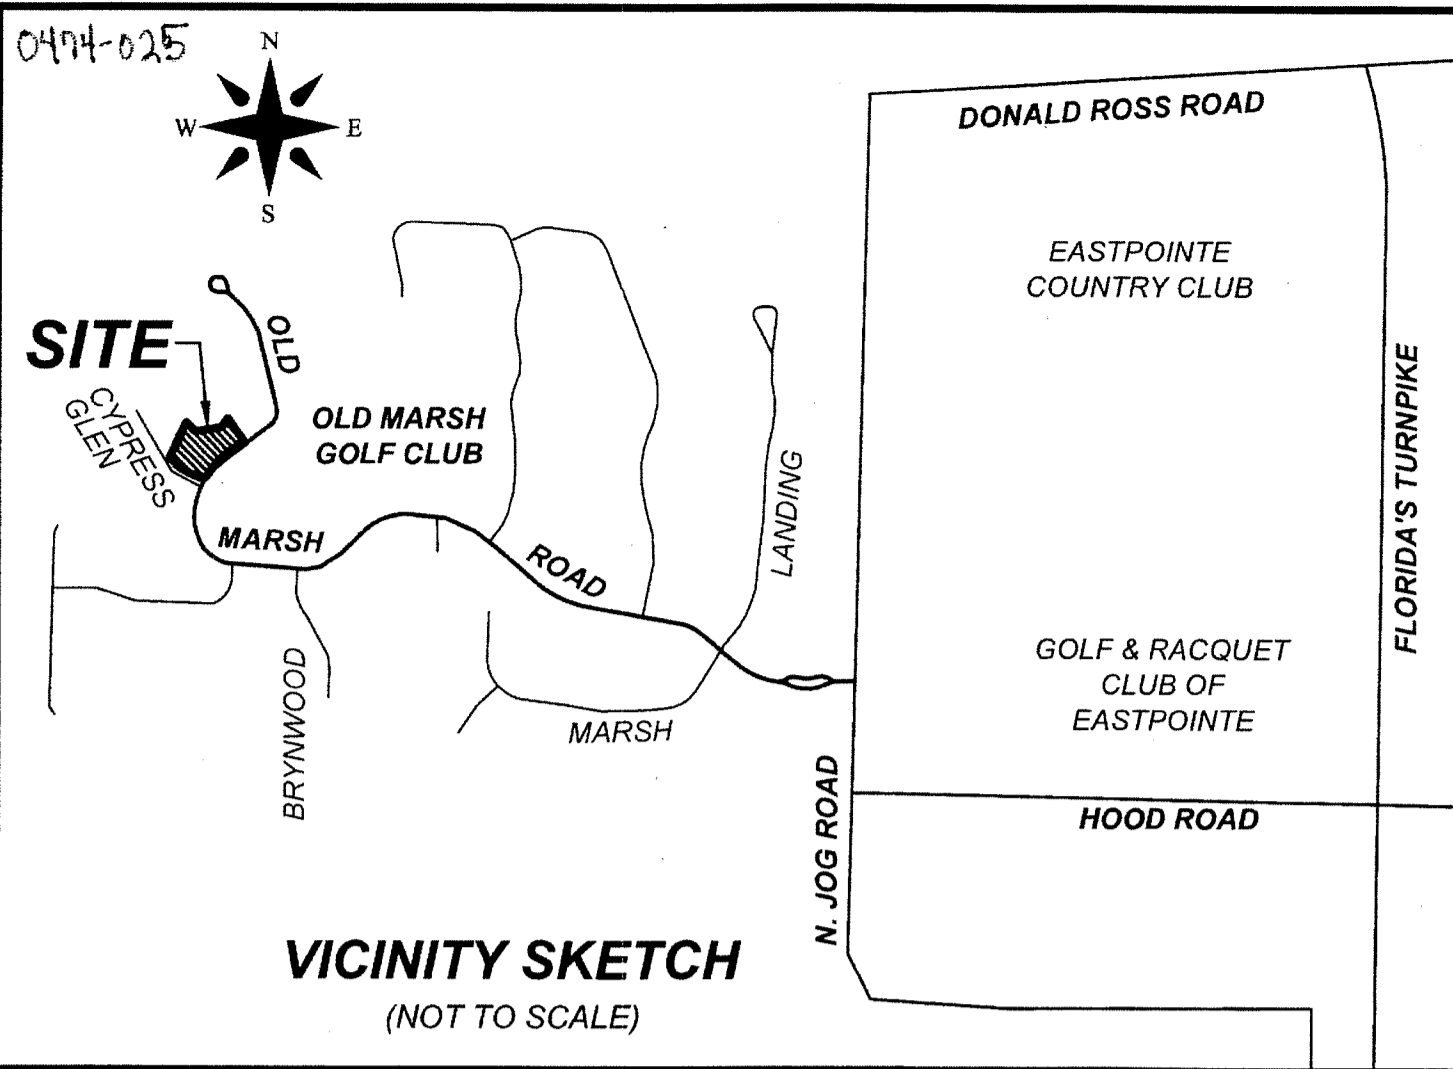 0474-025
N
W
E
S
DONALD ROSS ROAD
EASTPOINTE
COUNTRY CLUB
SITE
OLD
CYPRESS
GLEN
OLD MARSH
GOLF CLUB
FLORIDA'S TURNPIKE
LANDING
MARSH
ROAD
BRYNWOOD
MARSH
GOLF & RACQUET
CLUB OF
EASTPOINTE
N. JOG ROAD
HOOD ROAD
VICINITY SKETCH
(NOT TO SCALE)